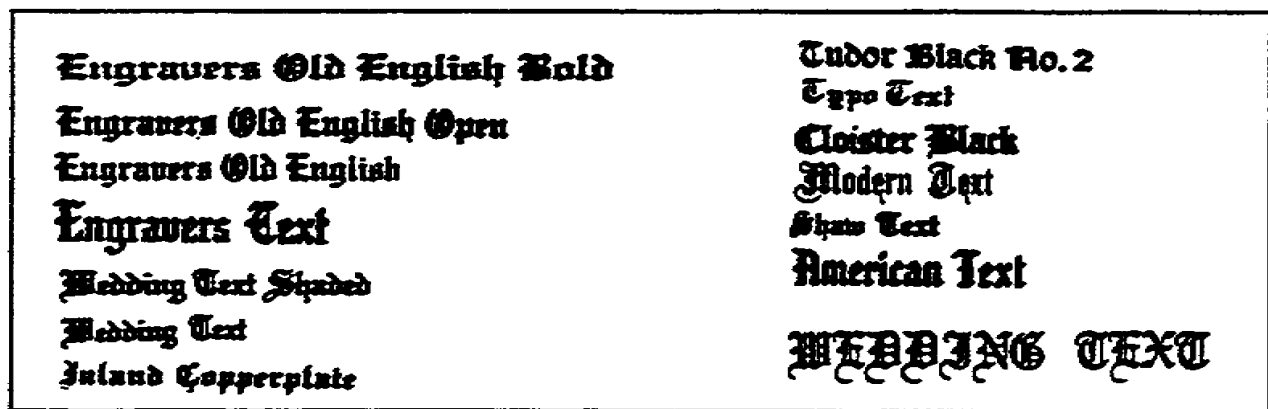 Engravers Old English Bold
Engravers Old English Open
Engravers Old English
Engravers Text
Wedding Text Shaded
Wedding Text
Inland Copperplate
Tudor Black No. 2
Typo Text
Cloister Black
Modern Text
Shaw Text
American Text
WEDDING TEXT